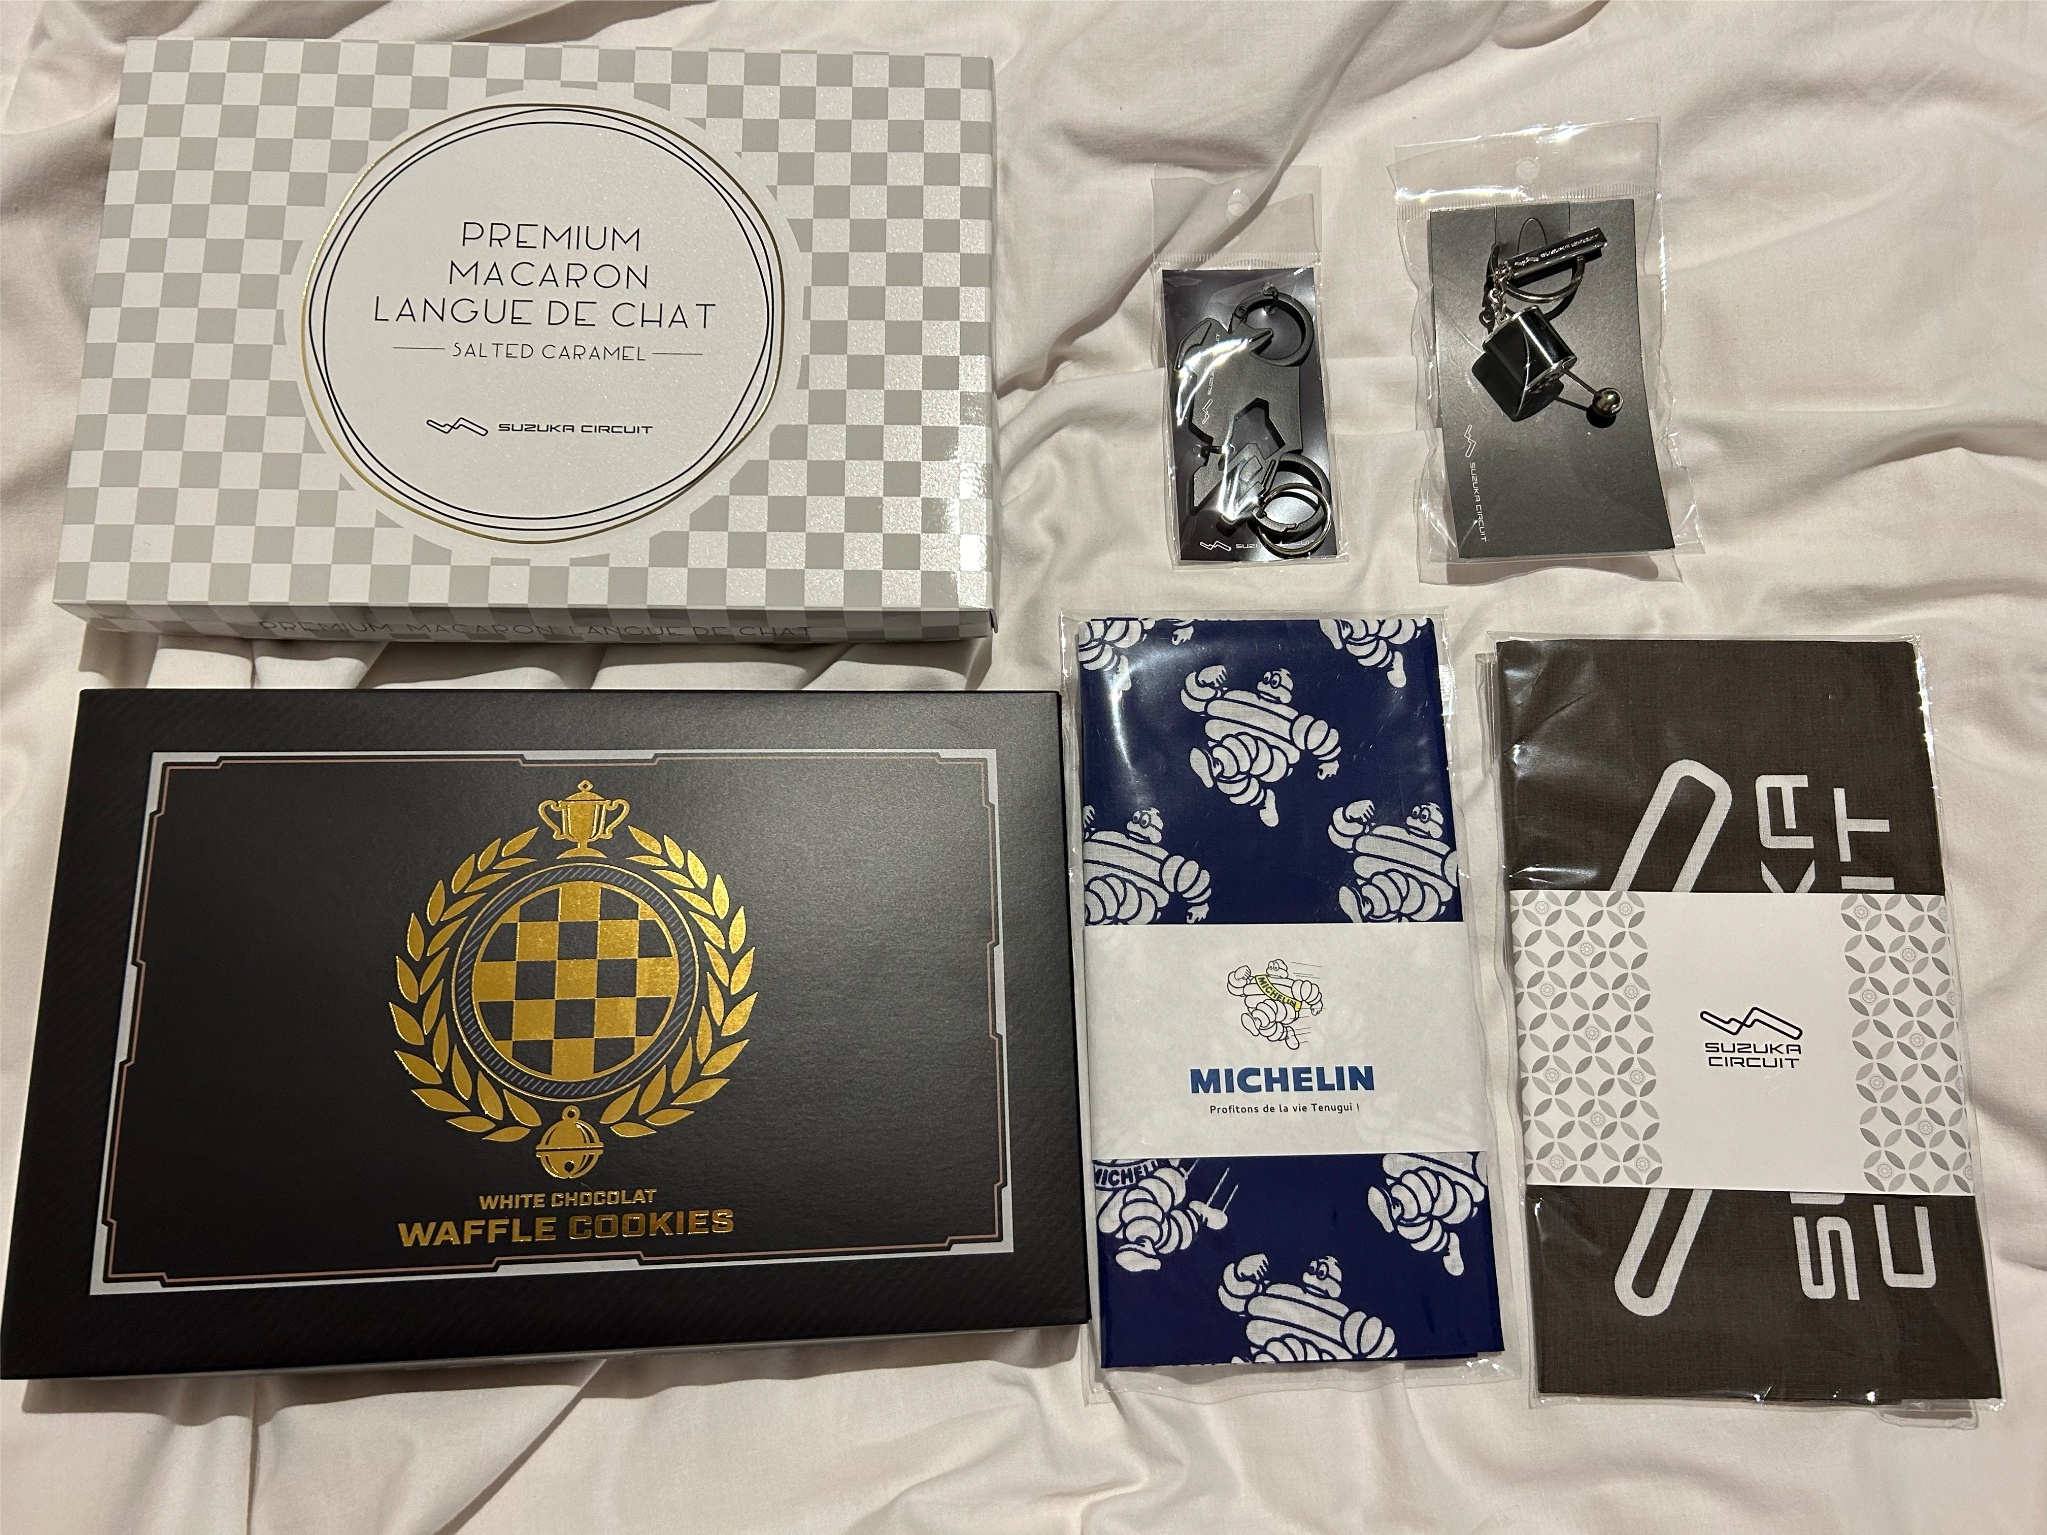 PREMIUM
MACARON
LANGUE DE CHAT
SALTED CARAMEL
SUZUKA CIRCUIT
PREMIUM MACARON LANGUE DE CHAT
WHITE CHOCOLAT
WAFFLE COOKIES
SUZUKA CIRCUIT
SUZUKA CIRCUIT
MICHELIN
MICHELIN
Profitons de la vie Tenugui !
MICHELIN
SUZUKA
CIRCUIT